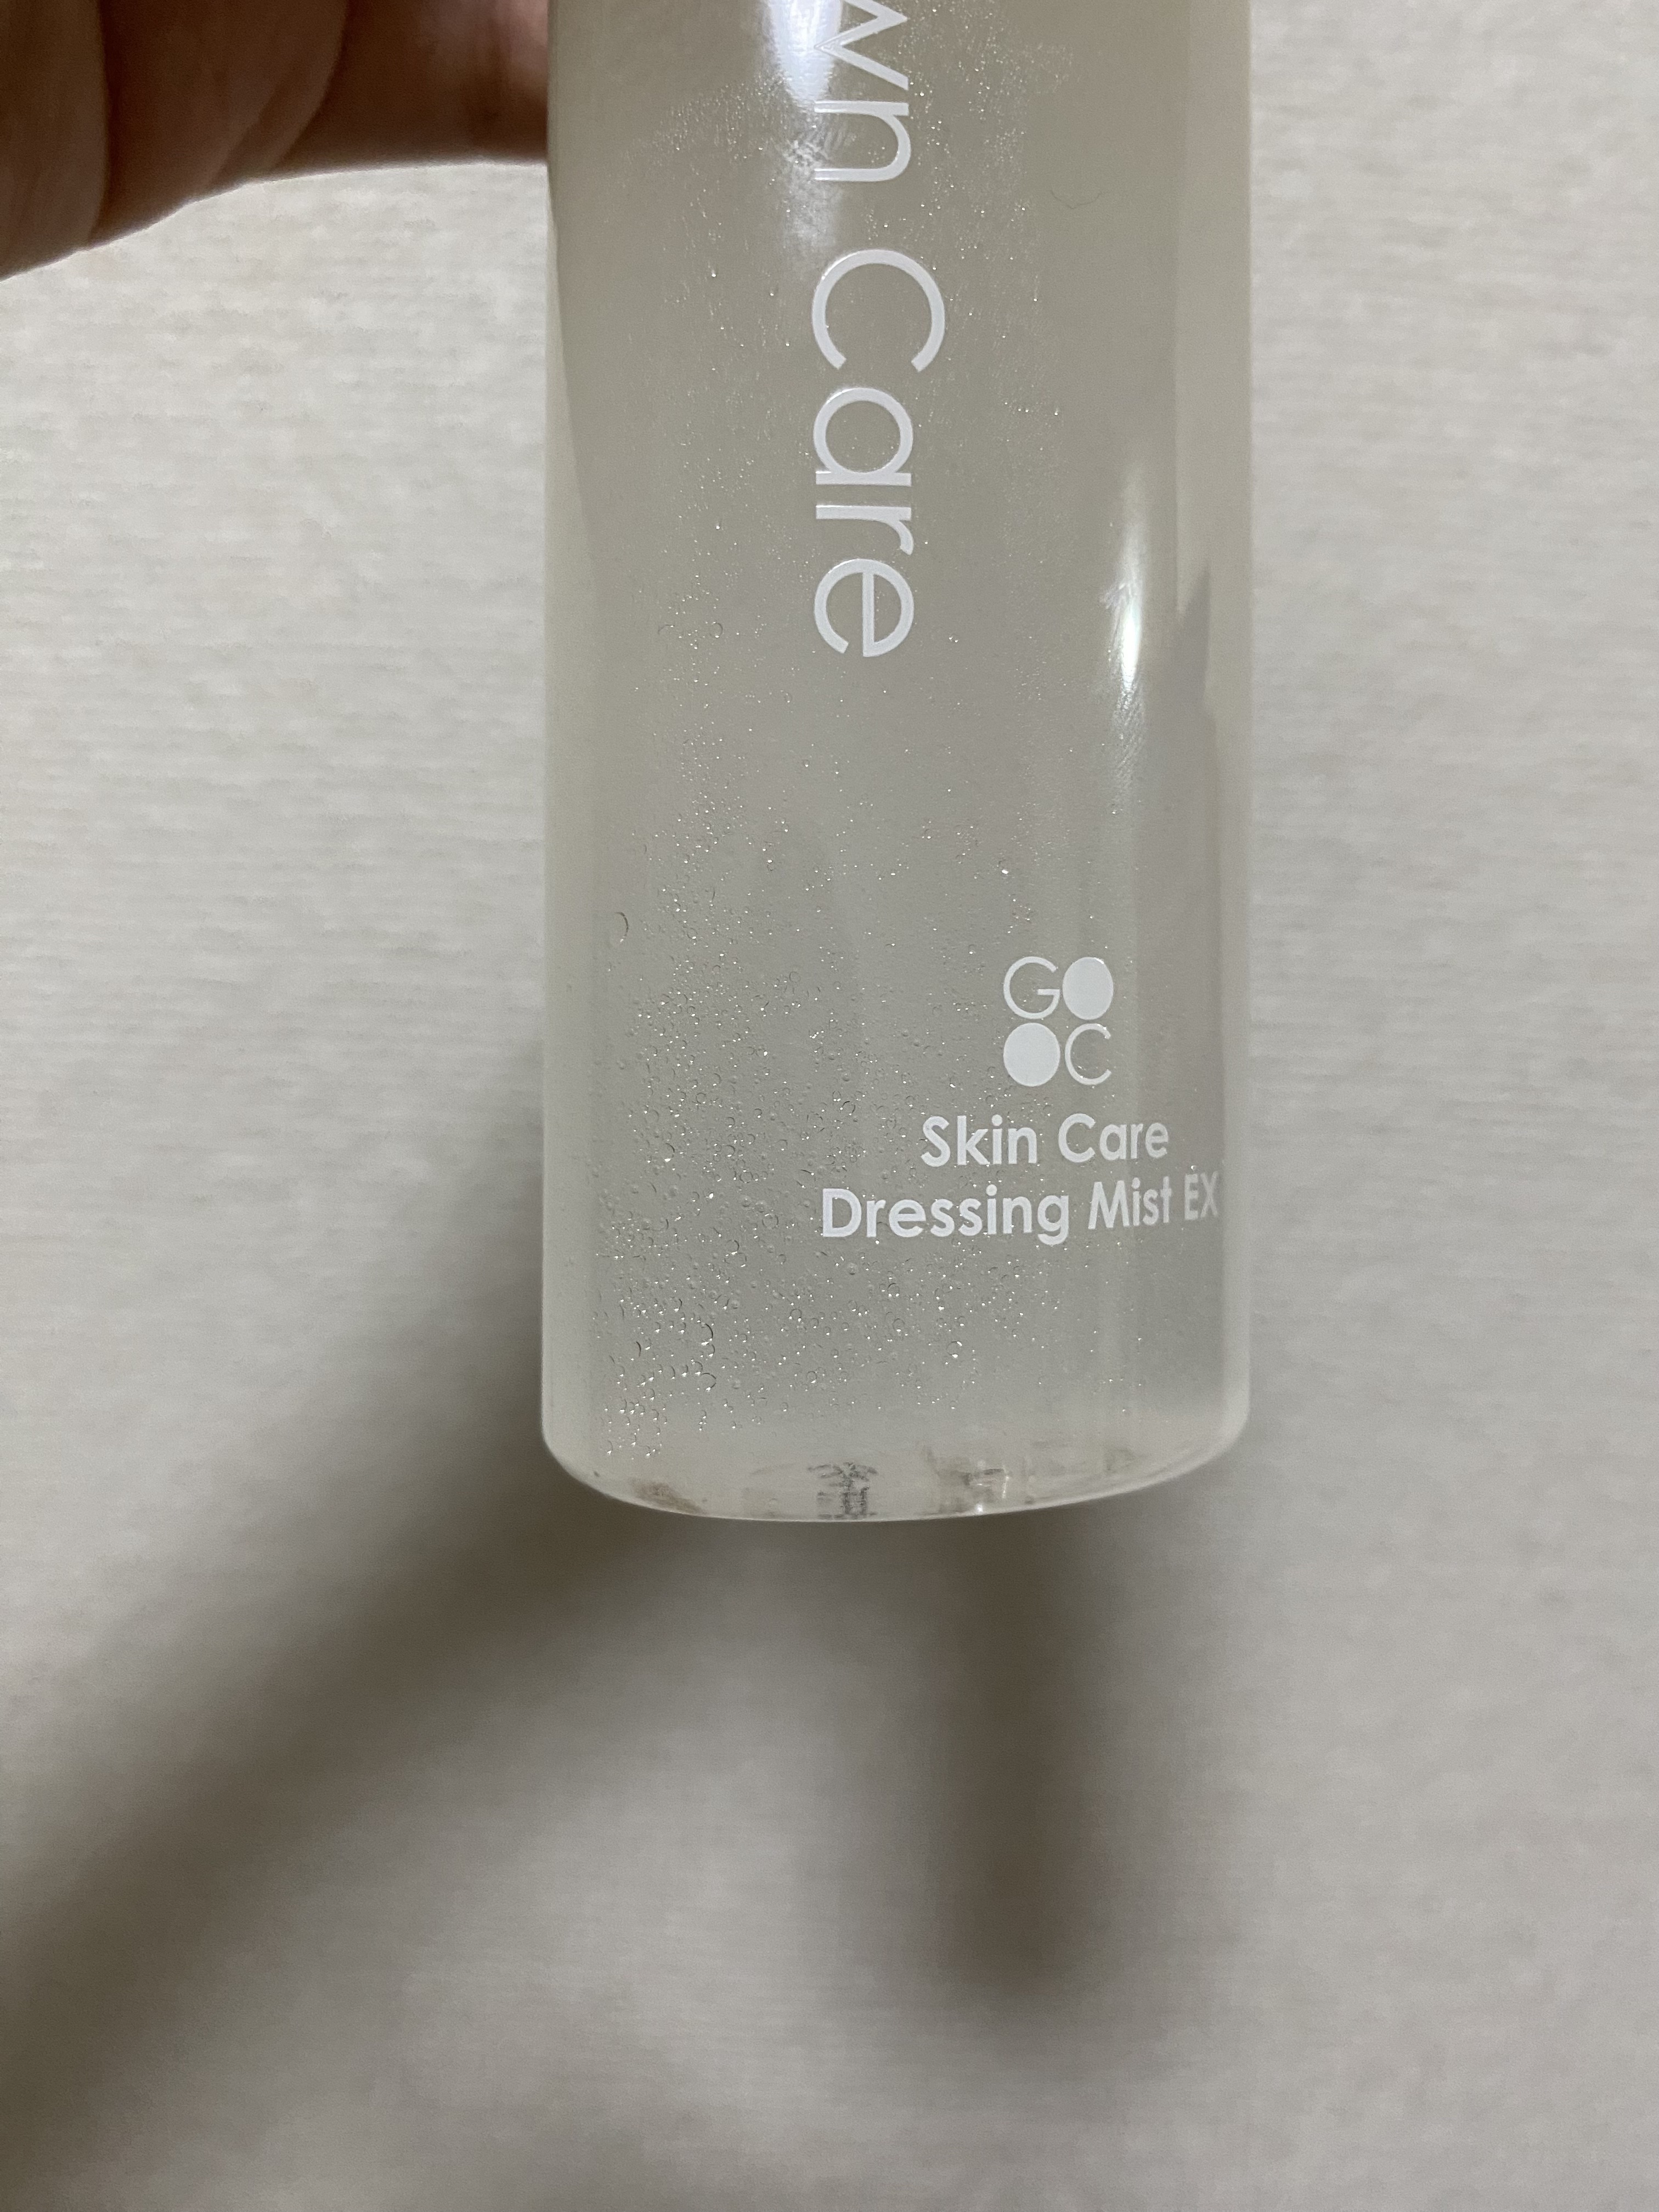 wn Care
GO
OC
Skin Care
Dressing Mist EX